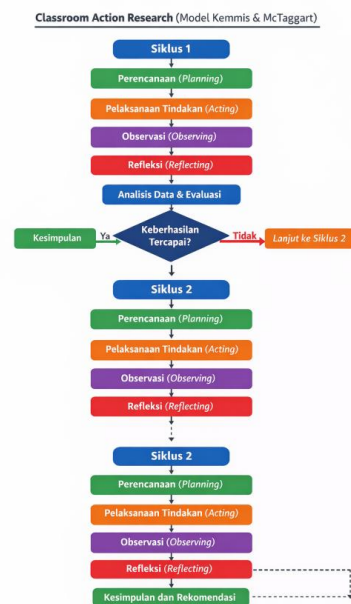 Classroom Action Research (Model Kemmis & McTaggart)
Siklus 1
Perencanaan (Planning)
Pelaksanaan Tindakan (Acting)
Observasi (Observing)
Refleksi (Reflecting)
Analisis Data & Evaluasi
Kesimpulan
Ya
Keberhasilan
Tercapai?
Tidak
Lanjut ke Siklus 2
Siklus 2
Perencanaan (Planning)
Pelaksanaan Tindakan (Acting)
Observasi (Observing)
Refleksi (Reflecting)
Siklus 2
Perencanaan (Planning)
Pelaksanaan Tindakan (Acting)
Observasi (Observing)
Refleksi (Reflecting)
Kesimpulan dan Rekomendasi